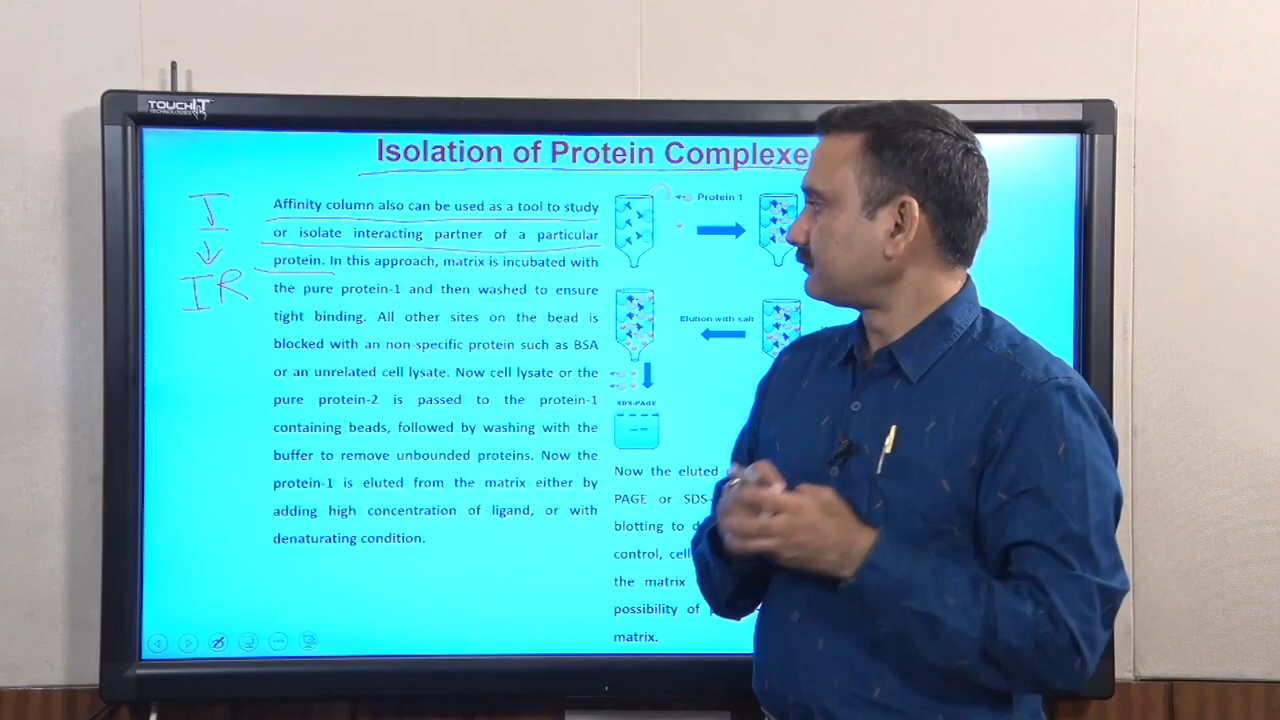 TOUCHIT
TECHNOLOGIES
Isolation of Protein Complexe
I
IR
Affinity column also can be used as a tool to study
or isolate interacting partner of a particular
protein. In this approach, matrix is incubated with
the pure protein-1 and then washed to ensure
tight binding. All other sites on the bead is
blocked with an non-specific protein such as BSA
or an unrelated cell lysate. Now cell lysate or the
pure protein-2 is passed to the protein-1
containing beads, followed by washing with the
buffer to remove unbounded proteins. Now the
protein-1 is eluted from the matrix either by
adding high concentration of ligand, or with
denaturating condition.
Protein 1
Elution with salt
SDS-PAGE
Now the eluted
PAGE or SDS-
blotting to
control, cell
the matrix
possibility of
matrix.